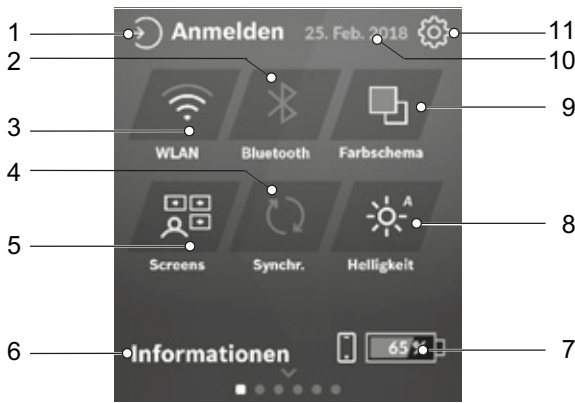 1 Anmelden 25. Feb. 2018 11
2 10
3 9
WLAN Bluetooth Farbschema
4
5 8
Screens Synchr. Helligkeit
6 Informationen 65 % 7